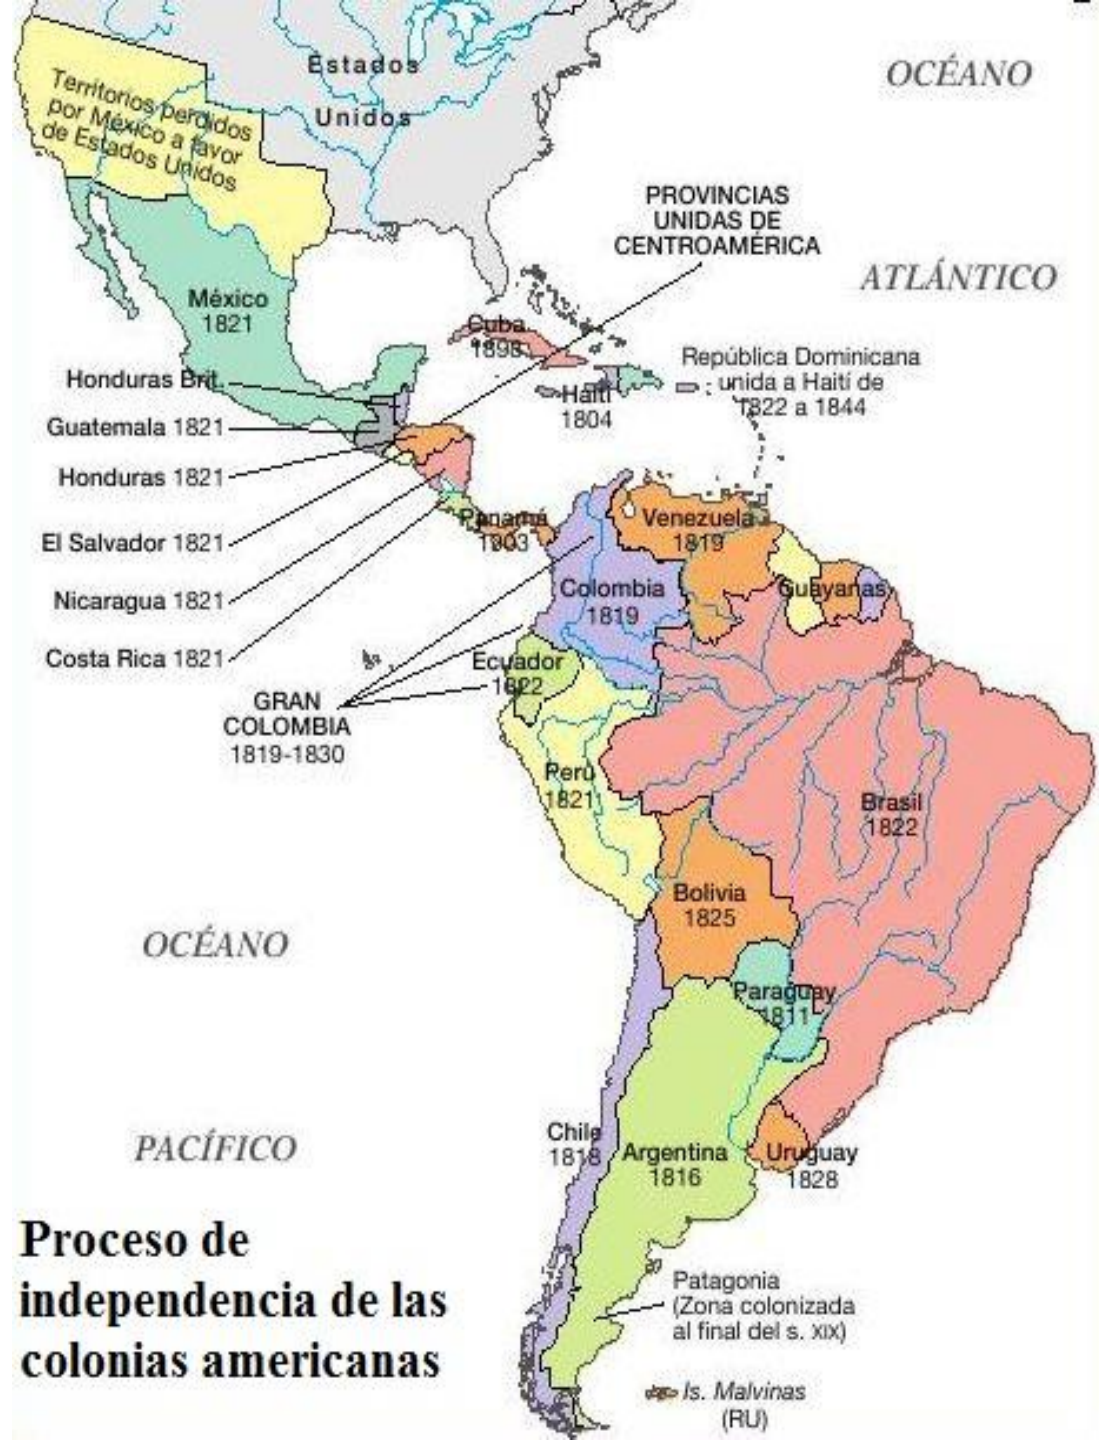 Estados
Unidos
OCÉANO
Territorios perdidos
por México a favor
de Estados Unidos
PROVINCIAS
UNIDAS DE
CENTROAMÉRICA
ATLÁNTICO
México
1821
Cuba
1898
República Dominicana
unida a Haití de
1822 a 1844
Haití
1804
Honduras Brit.
Guatemala 1821
Honduras 1821
El Salvador 1821
Nicaragua 1821
Costa Rica 1821
Panamá
1903
Venezuela
1819
Colombia
1819
Guayanas
Ecuador
1822
GRAN
COLOMBIA
1819-1830
Perú
1821
Brasil
1822
Bolivia
1825
OCÉANO
Paraguay
1811
PACÍFICO
Chile
1818
Argentina
1816
Uruguay
1828
Proceso de
independencia de las
colonias americanas
Patagonia
(Zona colonizada
al final del s. XIX)
Is. Malvinas
(RU)